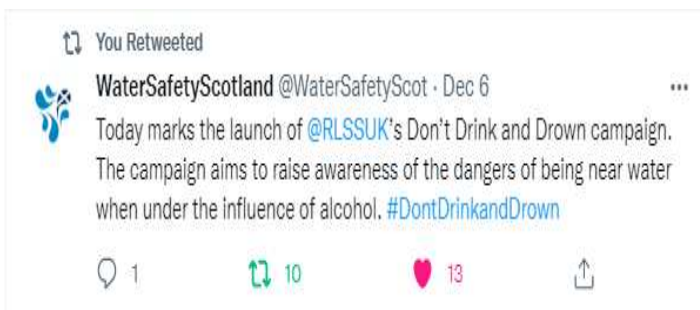 You Retweeted
WaterSafetyScotland @WaterSafetyScot · Dec 6
Today marks the launch of @RLSSUK's Don't Drink and Drown campaign.
The campaign aims to raise awareness of the dangers of being near water
when under the influence of alcohol. #DontDrinkandDrown
1 10 13